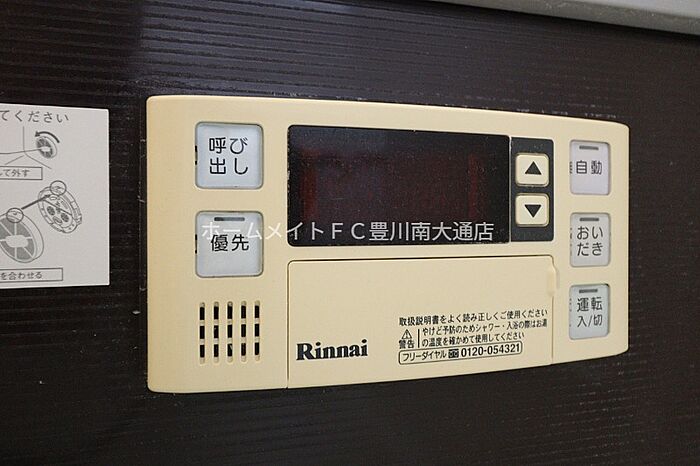 てください
して外す
を合わせる
呼び
出し
優先
▲
▼
自動
おい
だき
運転
入/切
ホームメイトFC豊川南大通店
取扱説明書をよく読み正しくご使用ください
警告
やけど予防のためシャワー・入浴の際はお湯
の温度を確かめて使用してください
フリーダイヤル 0120-054321
Rinnai